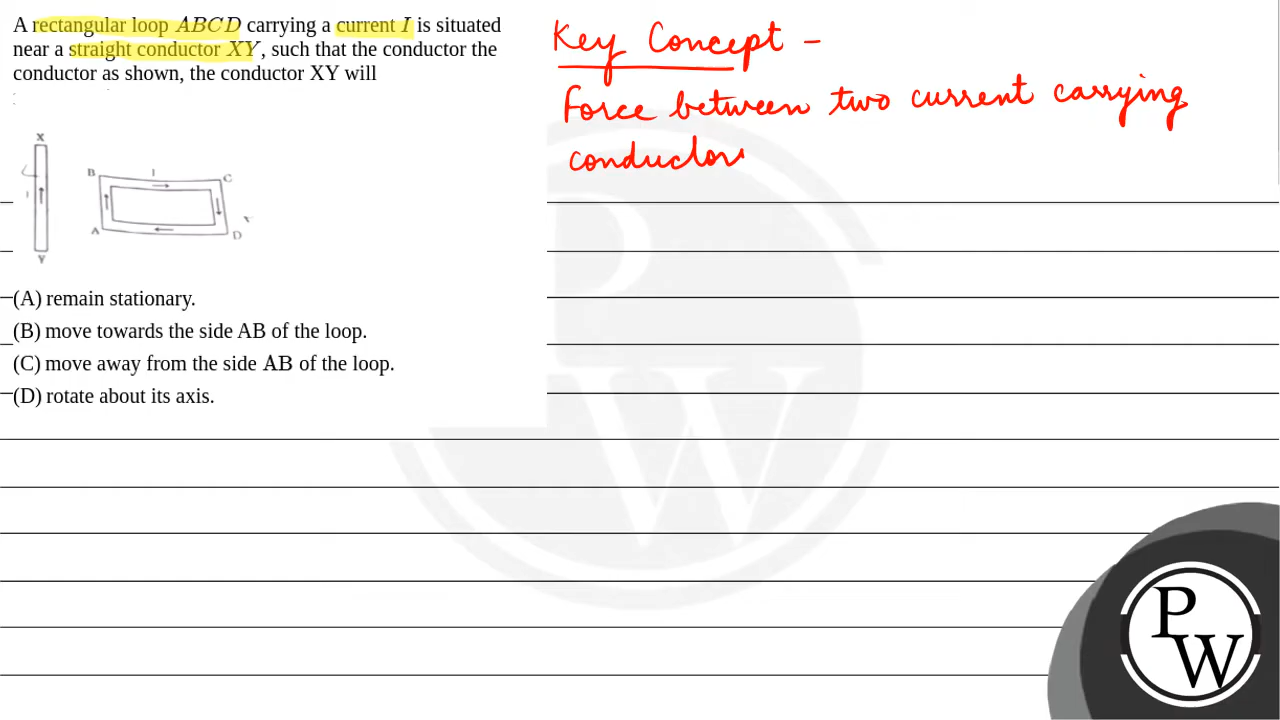 A rectangular loop ABCD carrying a current I is situated
near a straight conductor XY, such that the conductor the
conductor as shown, the conductor XY will
X
I
B I C
A D
Y
(A) remain stationary.
(B) move towards the side AB of the loop.
(C) move away from the side AB of the loop.
(D) rotate about its axis.
Key Concept -
Force between two current carrying
conductors
P
W
P
W